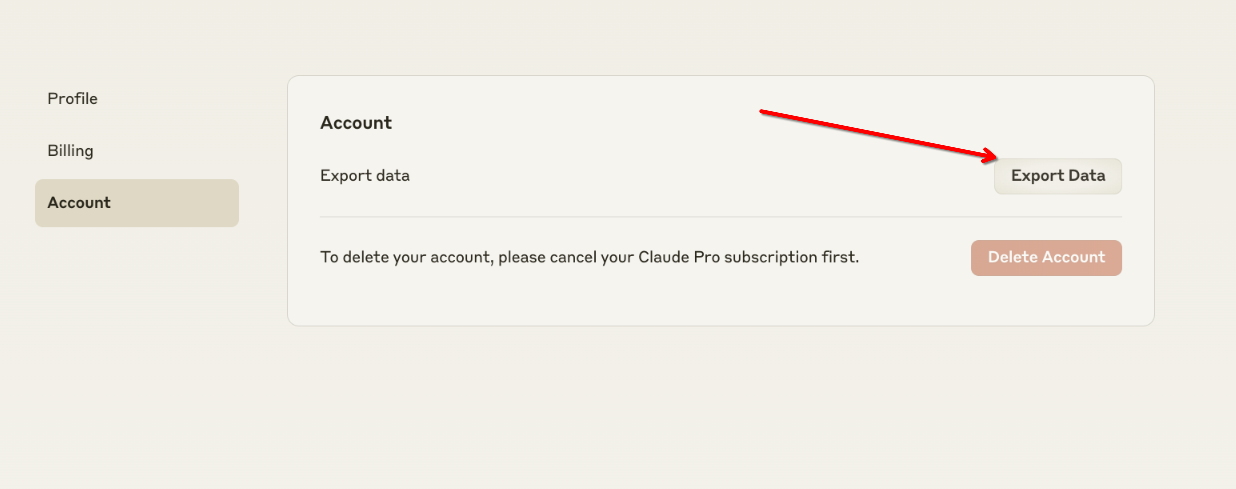 Profile
Billing
Account
Account
Export data
Export Data
To delete your account, please cancel your Claude Pro subscription first.
Delete Account